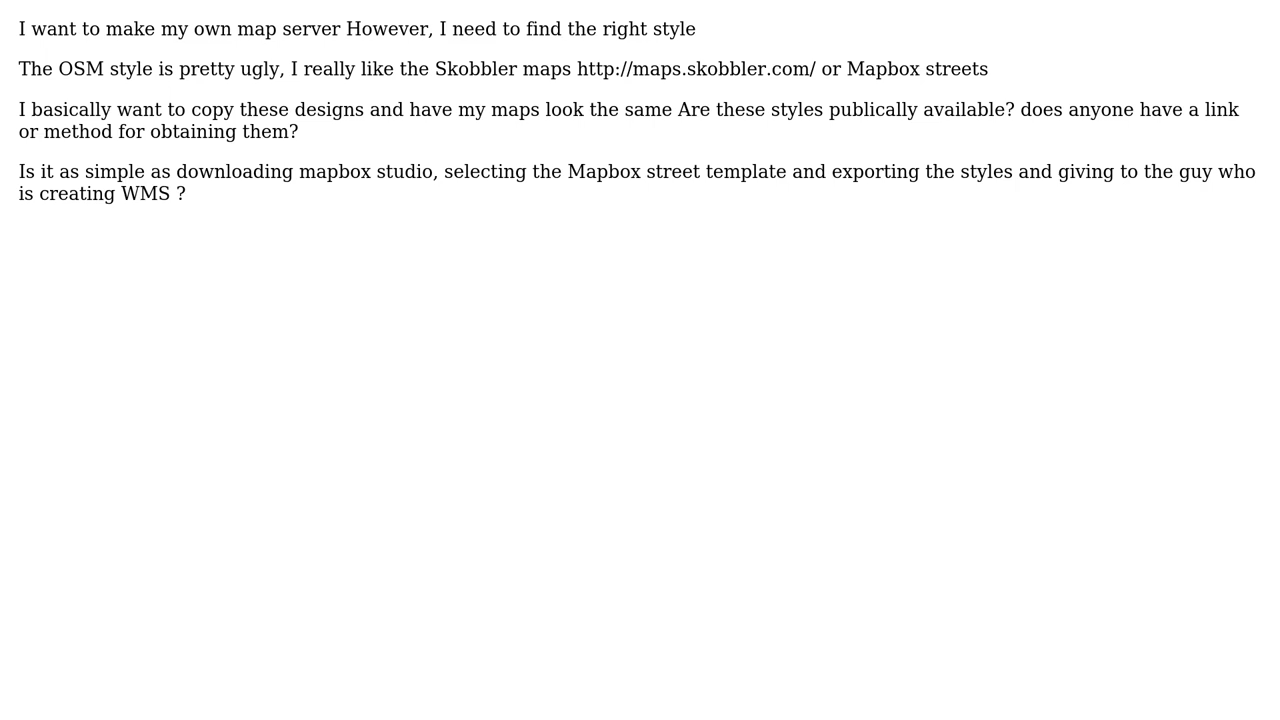 I want to make my own map server However, I need to find the right style
The OSM style is pretty ugly, I really like the Skobbler maps http://maps.skobbler.com/ or Mapbox streets
I basically want to copy these designs and have my maps look the same Are these styles publically available? does anyone have a link
or method for obtaining them?
Is it as simple as downloading mapbox studio, selecting the Mapbox street template and exporting the styles and giving to the guy who
is creating WMS ?